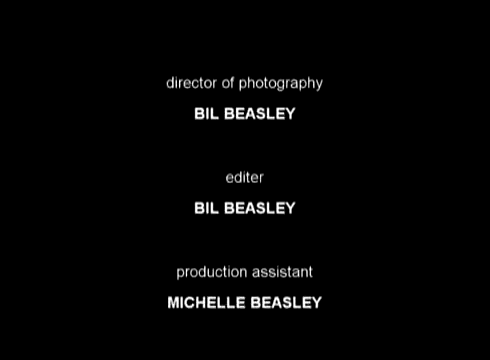 director of photography
BIL BEASLEY
editer
BIL BEASLEY
production assistant
MICHELLE BEASLEY